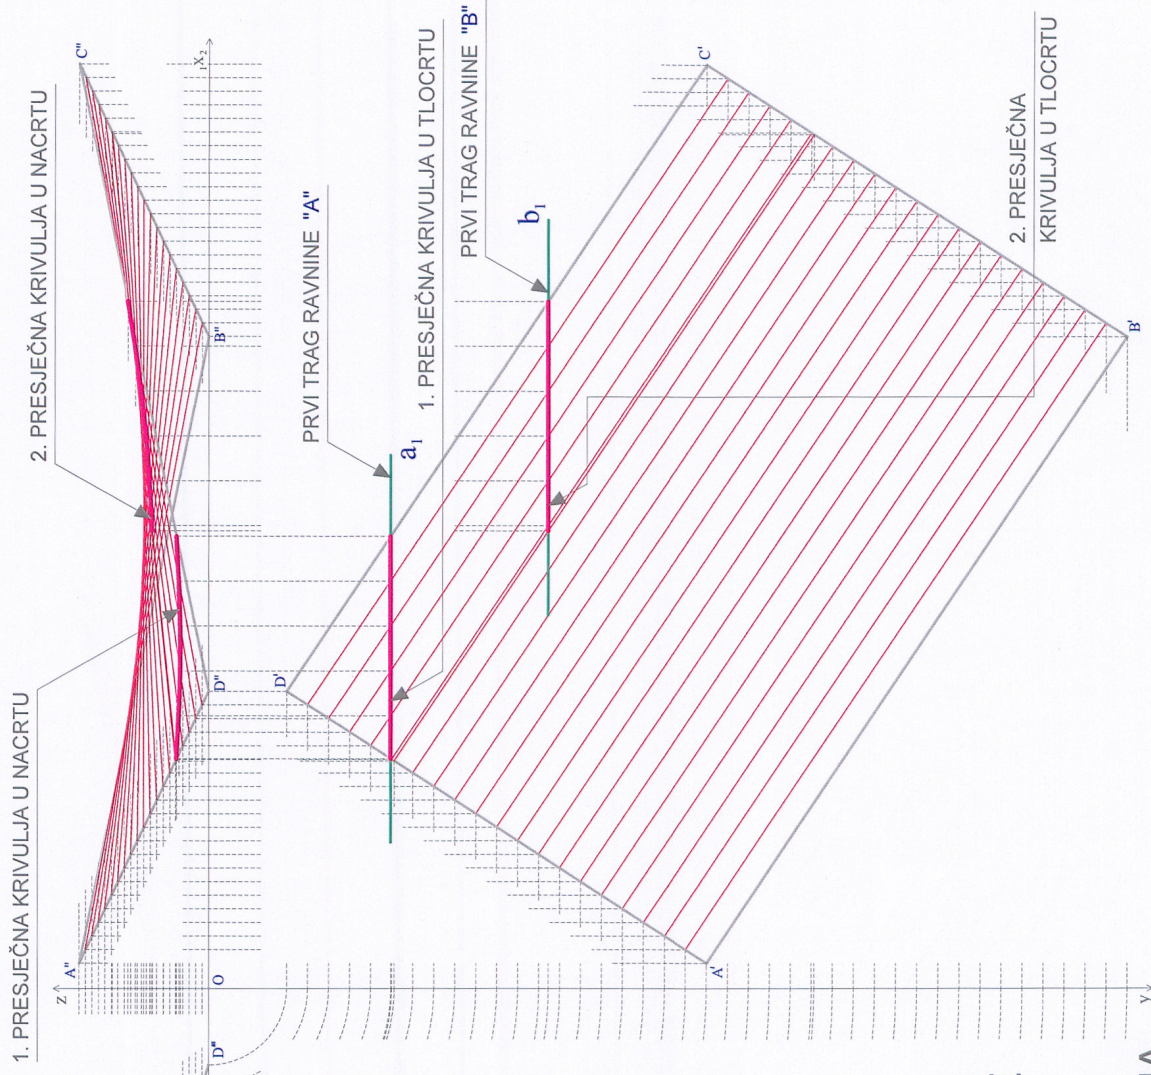 1. PRESJEČNA KRIVULJA U NACRTU
2. PRESJEČNA KRIVULJA U NACRTU
PRVI TRAG RAVNINE "A"
1. PRESJEČNA KRIVULJA U TLOCRTU
PRVI TRAG RAVNINE "B"
2. PRESJEČNA
KRIVULJA U TLOCRTU
z
A"
C"
1X2
O
D"
B"
D'''
a1
b1
D'
C'
A'
B'
y